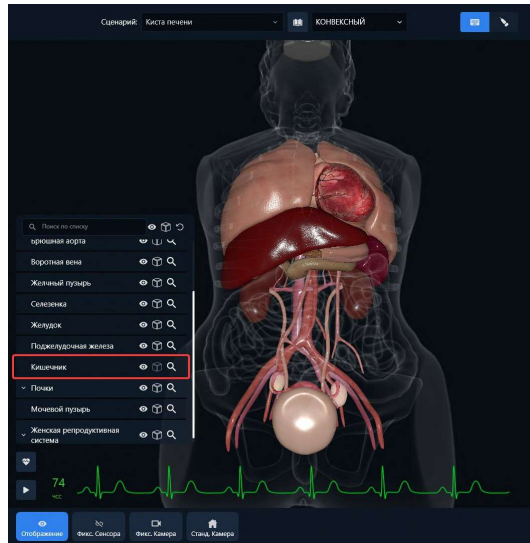 Сценарий: Киста печени КОНВЕКСНЫЙ
Поиск по списку
Брюшная аорта
Воротная вена
Желчный пузырь
Селезенка
Желудок
Поджелудочная железа
Кишечник
Почки
Мочевой пузырь
Женская репродуктивная
система
74
ЧСС
Отображение Фикс. Сенсора Фикс. Камера Станд. Камера